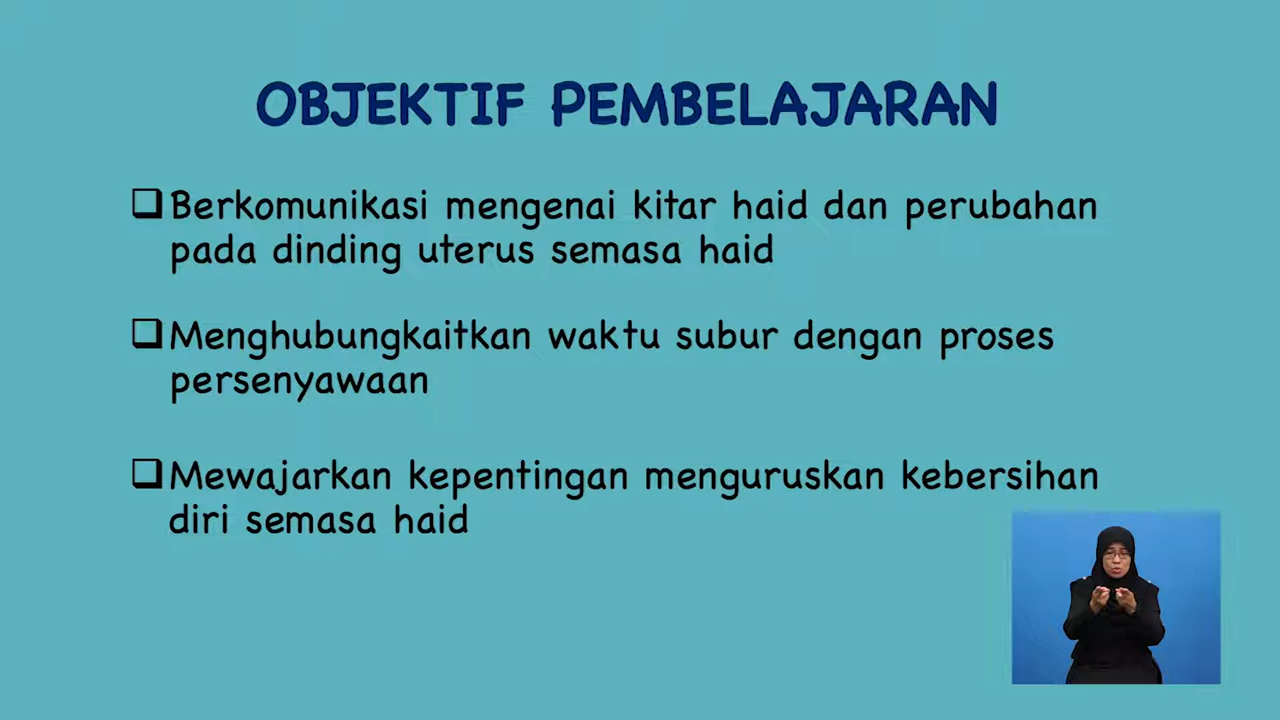 OBJEKTIF PEMBELAJARAN
Berkomunikasi mengenai kitar haid dan perubahan
pada dinding uterus semasa haid
Menghubungkaitkan waktu subur dengan proses
persenyawaan
Mewajarkan kepentingan menguruskan kebersihan
diri semasa haid